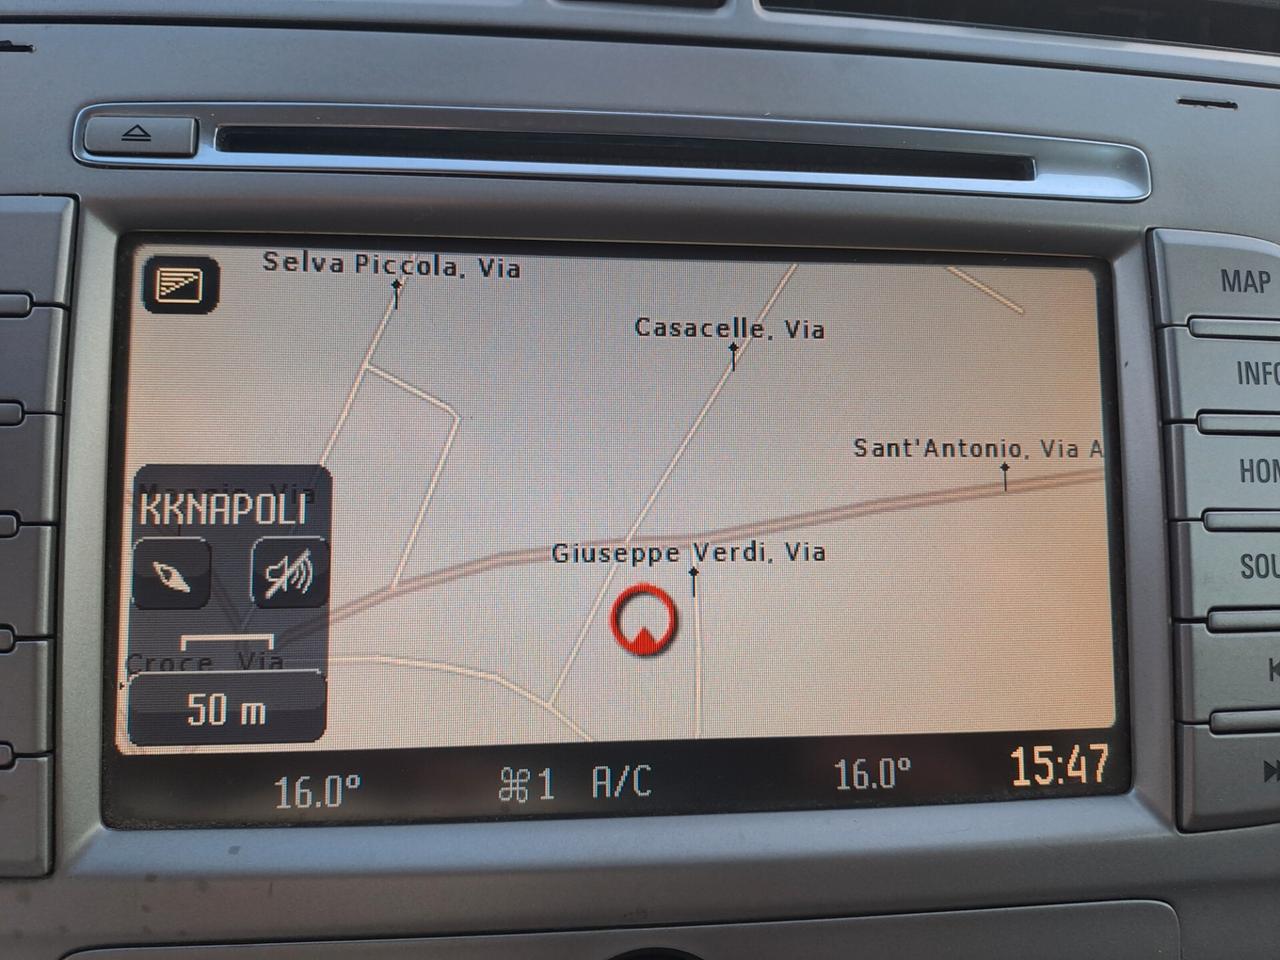 Selva Piccola, Via
Casacelle, Via
MAP
INFO
Sant'Antonio, Via A
KKNAPOLI
Giuseppe Verdi, Via
Croce Via
50 m
16.0°
1
A/C
16.0°
15:47
HOM
SOU
K